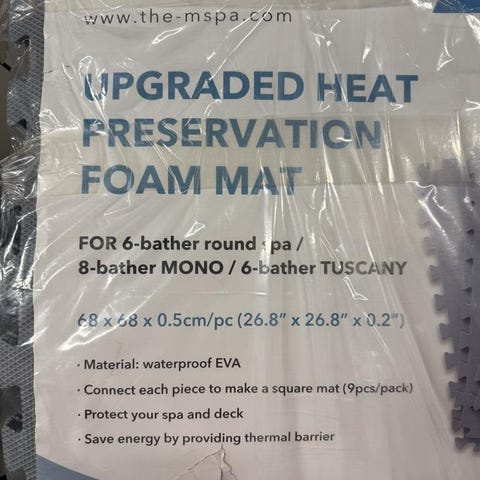 www.the-mspa.com
UPGRADED HEAT
PRESERVATION
FOAM MAT
FOR 6-bather round spa /
8-bather MONO / 6-bather TUSCANY
68 x 68 x 0.5cm/pc (26.8” x 26.8” x 0.2”)
· Material: waterproof EVA
· Connect each piece to make a square mat (9pcs/pack)
· Protect your spa and deck
· Save energy by providing thermal barrier